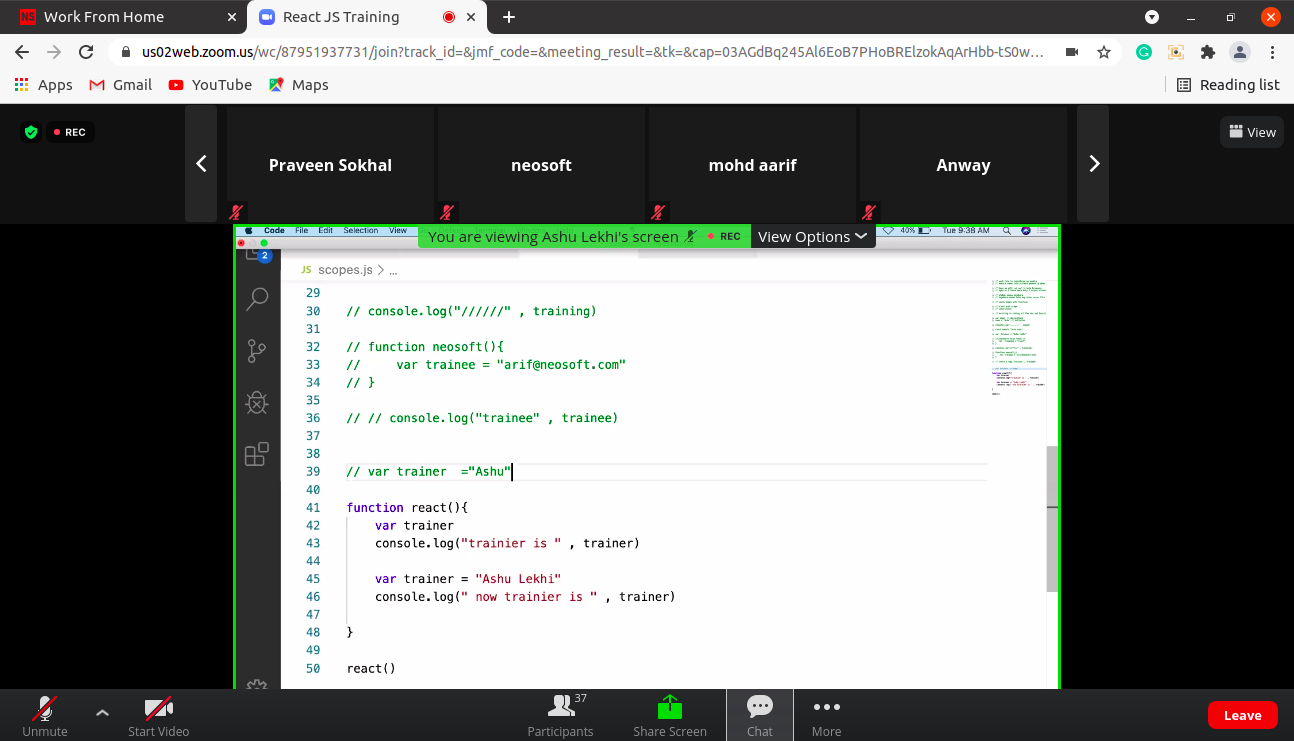 NS Work From Home
React JS Training
us02web.zoom.us/wc/87951937731/join?track_id=&jmf_code=&meeting_result=&tk=&cap=03AGdBq245Al6EoB7PHoBRElzokAqArHbb-tS0w...
Apps Gmail YouTube Maps Reading list
REC
View
Praveen Sokhal
neosoft
mohd aarif
Anway
Code File Edit Selection View
40% Tue 9:38 AM
You are viewing Ashu Lekhi's screen REC View Options
2
JS scopes.js > ...
29
30 // console.log("//////" , training)
31
32 // function neosoft(){
33 //     var trainee = "arif@neosoft.com"
34 // }
35
36 // // console.log("trainee" , trainee)
37
38
39 // var trainer  ="Ashu"
40
41 function react(){
42     var trainer
43     console.log("trainier is " , trainer)
44
45     var trainer = "Ashu Lekhi"
46     console.log(" now trainier is " , trainer)
47
48 }
49
50 react()
Unmute
Start Video
37
Participants
Share Screen
Chat
More
Leave